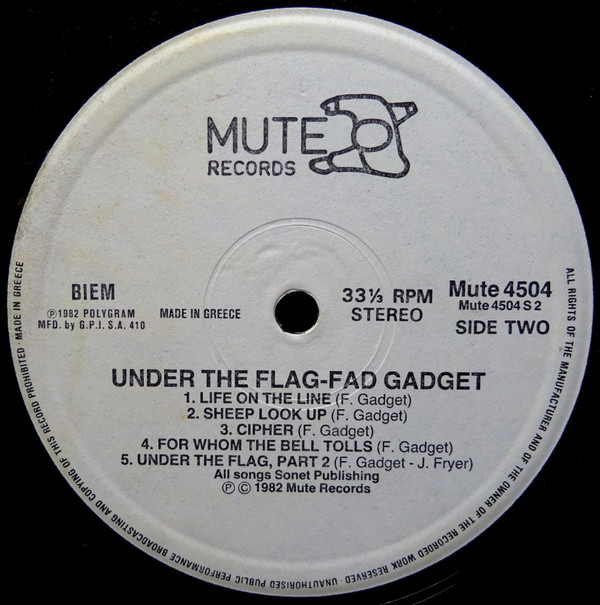 MUTE
RECORDS
BIEM
Ⓟ1982 POLYGRAM
MFD. by G.P.I. S.A. 410
MADE IN GREECE
33⅓ RPM
STEREO
Mute 4504
Mute 4504 S 2
SIDE TWO
UNDER THE FLAG-FAD GADGET
1. LIFE ON THE LINE (F. Gadget)
2. SHEEP LOOK UP (F. Gadget)
3. CIPHER (F. Gadget)
4. FOR WHOM THE BELL TOLLS (F. Gadget)
5. UNDER THE FLAG, PART 2 (F. Gadget - J. Fryer)
All songs Sonet Publishing
Ⓟ Ⓒ 1982 Mute Records
ALL RIGHTS OF THE MANUFACTURER AND OF THE OWNER OF THE RECORDED WORK RESERVED · UNAUTHORISED PUBLIC PERFORMANCE BROADCASTING AND COPYING OF THIS RECORD PROHIBITED · MADE IN GREECE